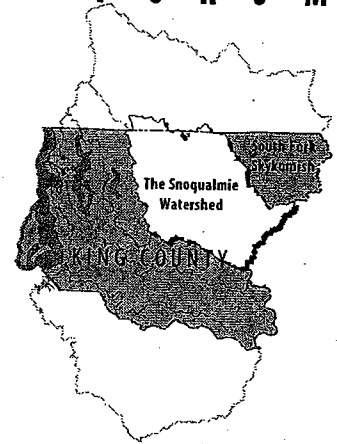 South Fork
Skykomish
The Snoqualmie
Watershed
KING COUNTY